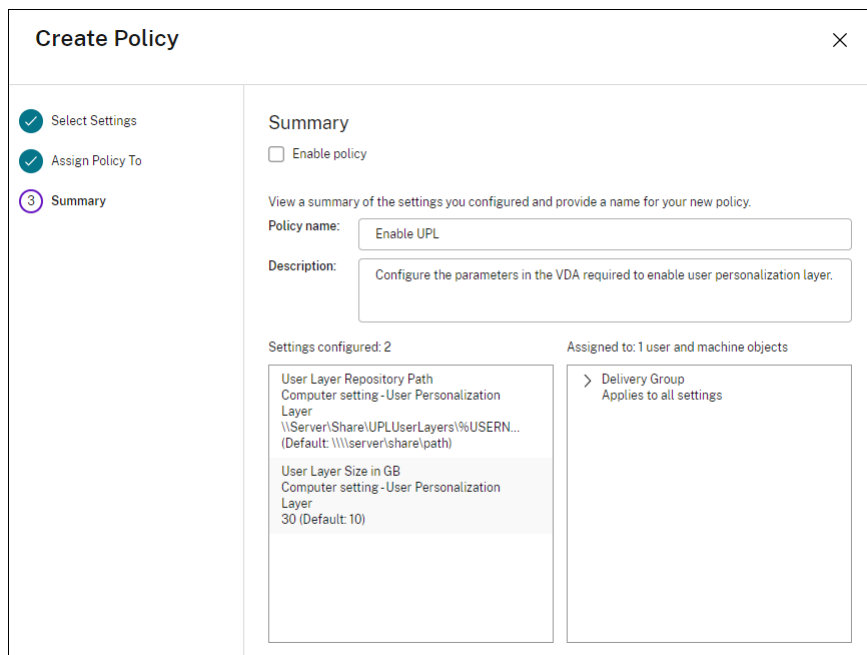 Create Policy
Select Settings
Assign Policy To
3 Summary
Summary
Enable policy
View a summary of the settings you configured and provide a name for your new policy.
Policy name: Enable UPL
Description: Configure the parameters in the VDA required to enable user personalization layer.
Settings configured: 2
User Layer Repository Path
Computer setting - User Personalization
Layer
\\Server\Share\UPLUserLayers\%USERN...
(Default: \\\\server\share\path)
User Layer Size in GB
Computer setting - User Personalization
Layer
30 (Default: 10)
Assigned to: 1 user and machine objects
Delivery Group
Applies to all settings